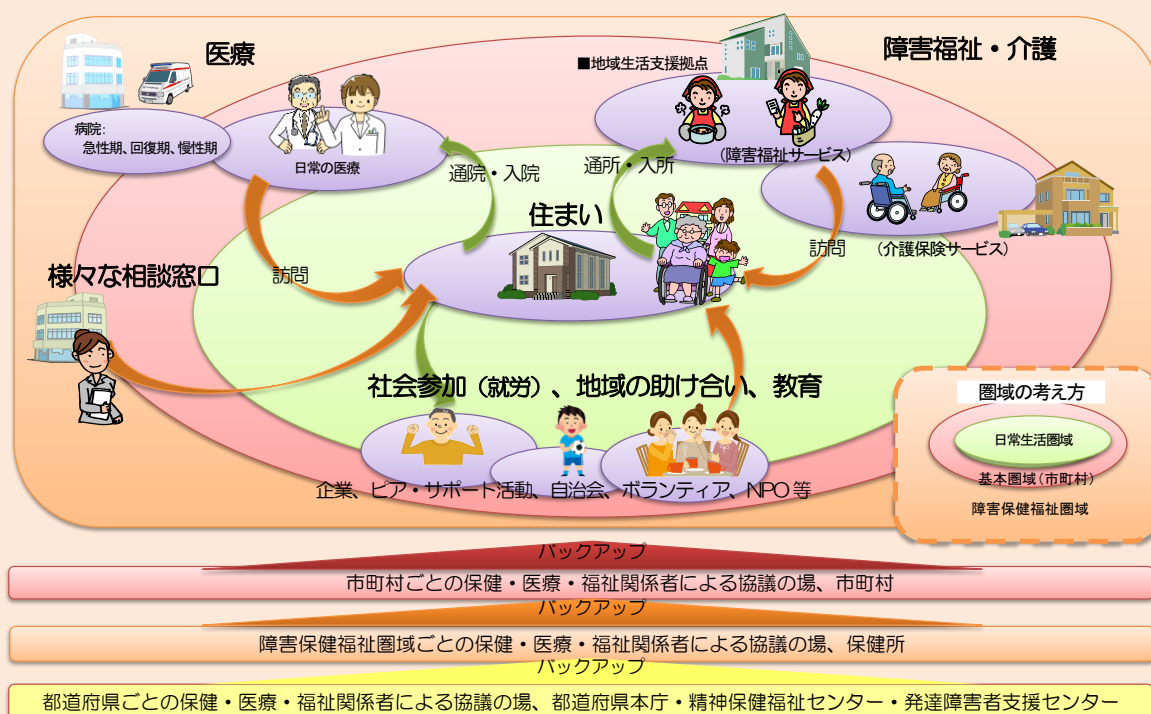 医療
障害福祉・介護
■地域生活支援拠点
病院：
急性期、回復期、慢性期
日常の医療
(障害福祉サービス)
通院・入院
通所・入所
住まい
訪問
(介護保険サービス)
様々な相談窓口
訪問
社会参加(就労)、地域の助け合い、教育
企業、ピア・サポート活動、自治会、ボランティア、NPO等
圏域の考え方
日常生活圏域
基本圏域(市町村)
障害保健福祉圏域
バックアップ
市町村ごとの保健・医療・福祉関係者による協議の場、市町村
バックアップ
障害保健福祉圏域ごとの保健・医療・福祉関係者による協議の場、保健所
バックアップ
都道府県ごとの保健・医療・福祉関係者による協議の場、都道府県本庁・精神保健福祉センター・発達障害者支援センター